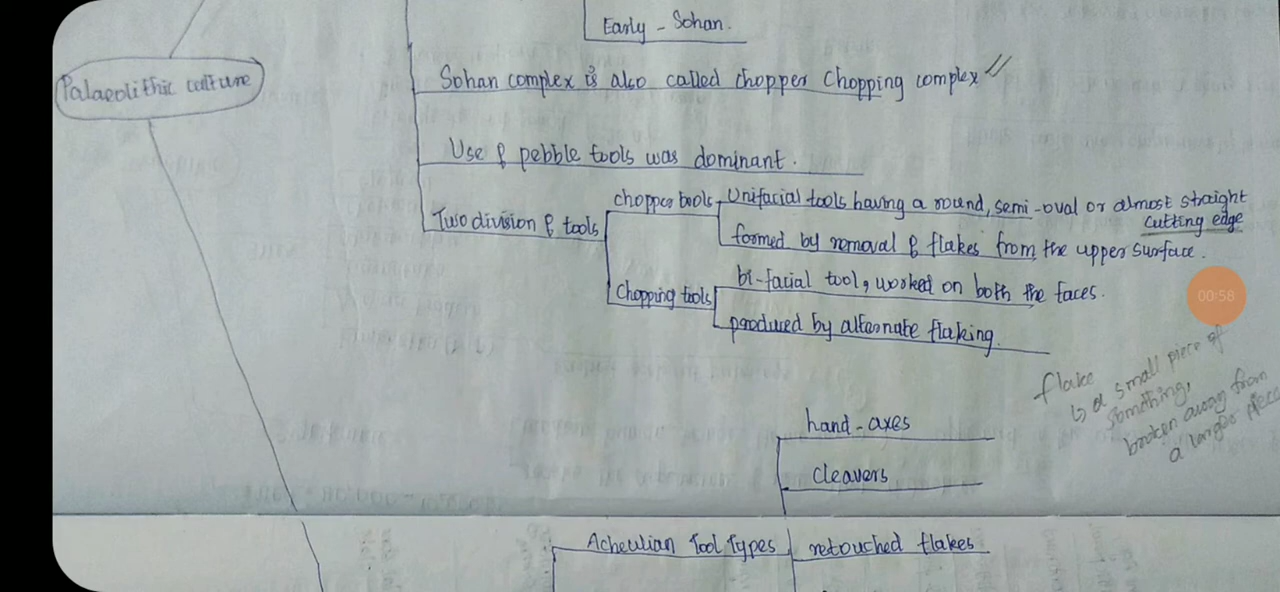 Early - Sohan.
Palaeolithic culture
Sohan complex is also called chopper chopping complex //
Use of pebble tools was dominant.
Two division of tools
chopper tools
Unifacial tools having a round, semi-oval or almost straight
cutting edge
formed by removal of flakes from the upper surface.
Chopping tools
bi-facial tool, worked on both the faces.
produced by alternate flaking.
00:58
flake
is a small piece of
something,
broken away from
a larger piece
hand-axes
cleavers
Acheulian Tool Types
retouched flakes